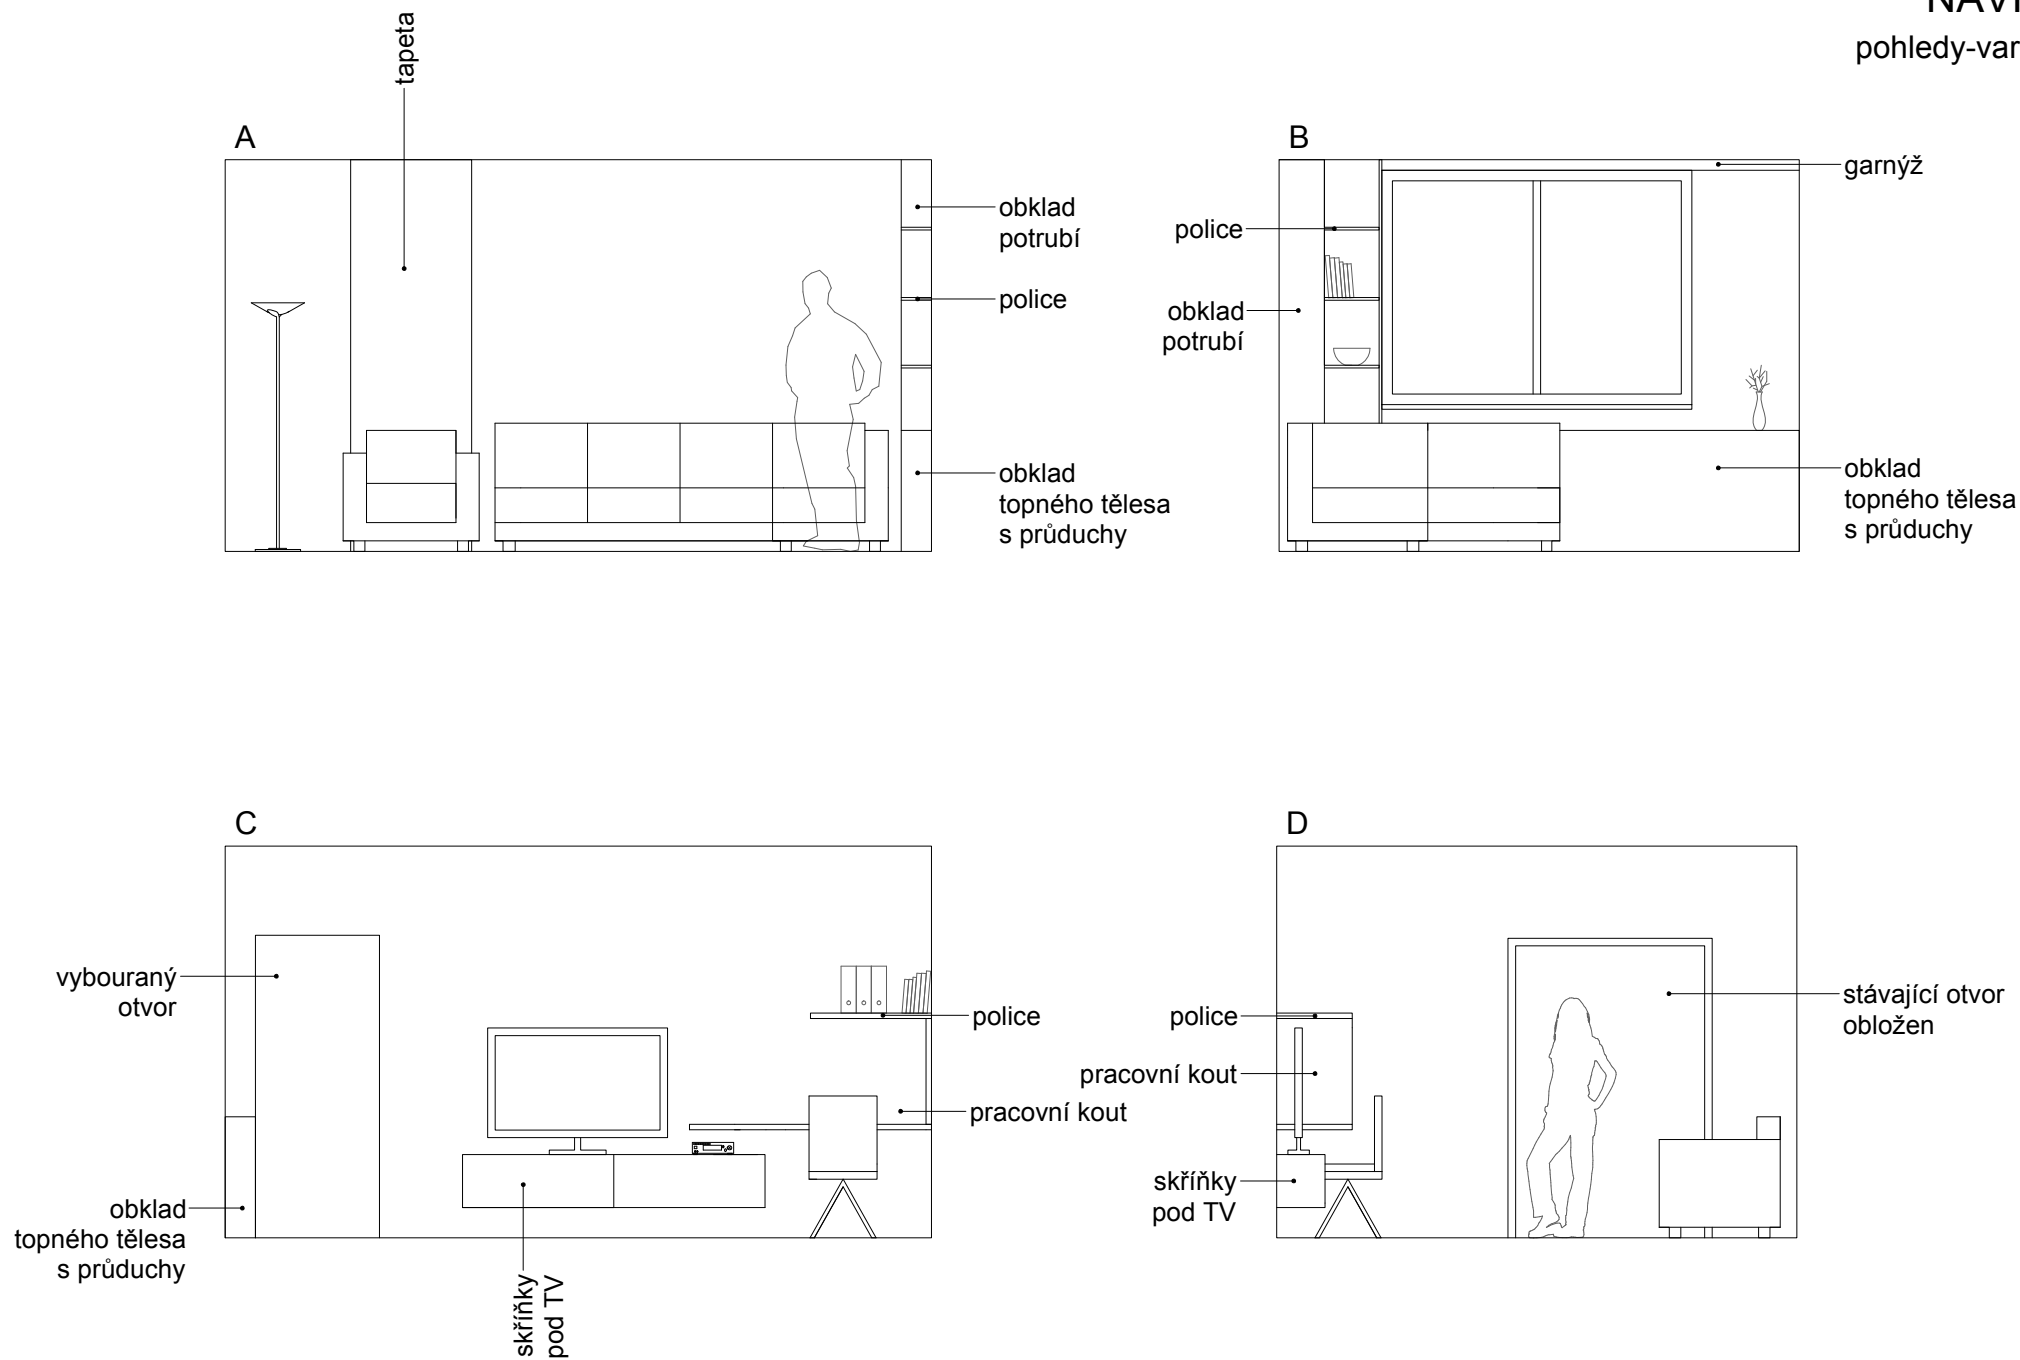 pohledy-var
tapeta
A
obklad
potrubí
police
obklad
topného tělesa
s průduchy
B
garnýž
police
obklad
potrubí
obklad
topného tělesa
s průduchy
C
vybouraný
otvor
police
pracovní kout
obklad
topného tělesa
s průduchy
skříňky
pod TV
D
police
pracovní kout
skříňky
pod TV
stávající otvor
obložen